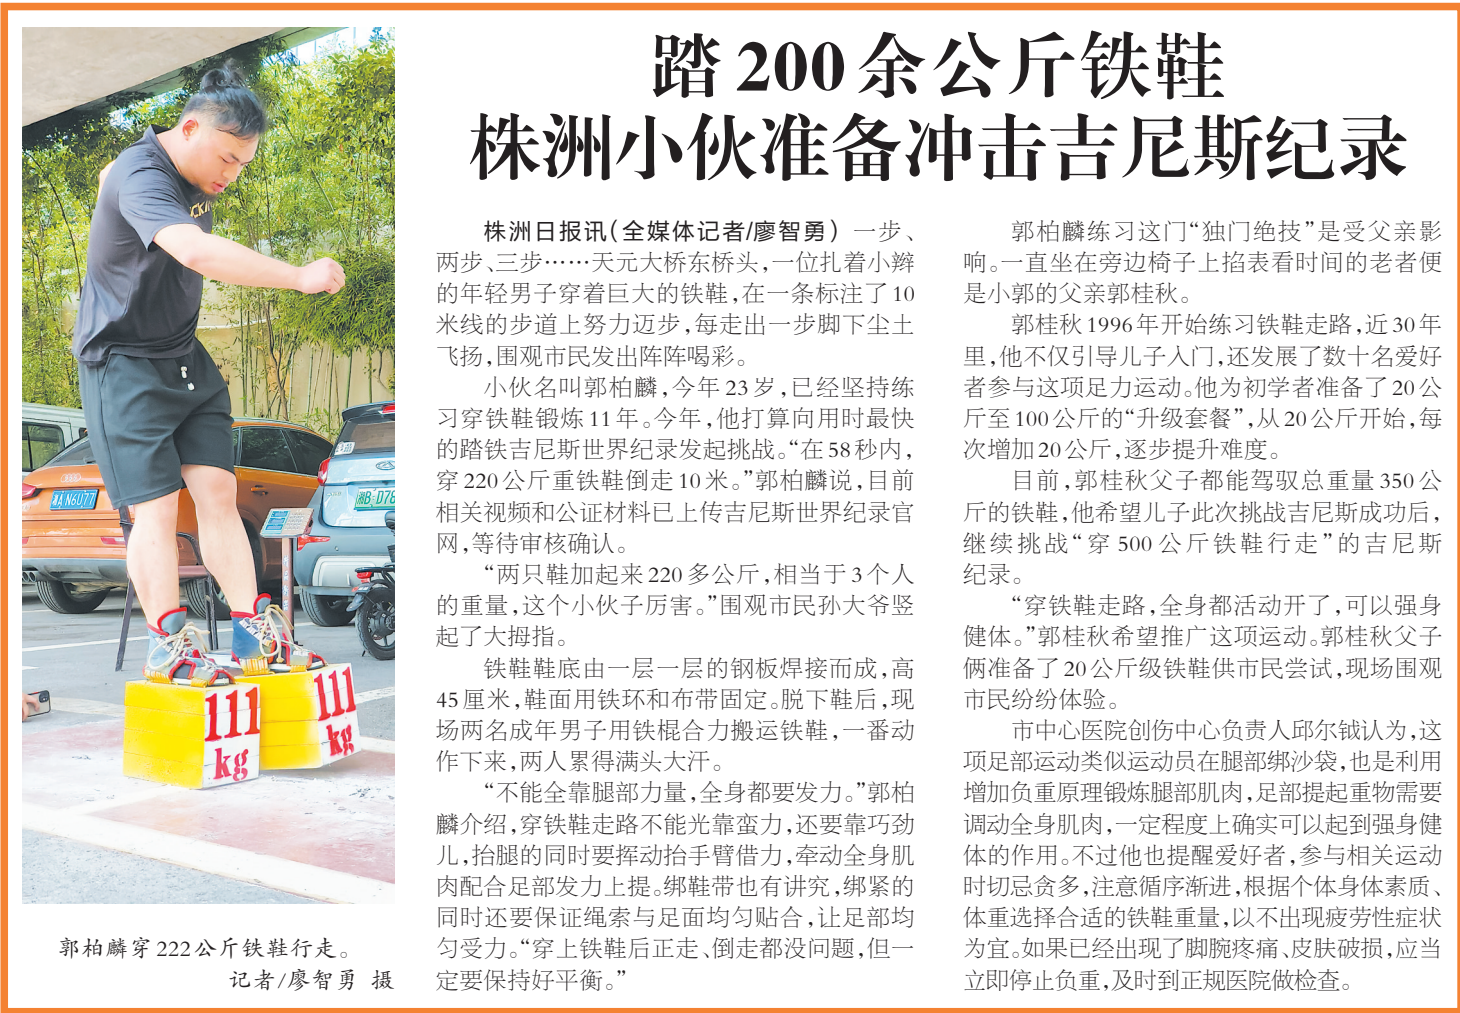 踏200余公斤铁鞋
株洲小伙准备冲击吉尼斯纪录
株洲日报讯（全媒体记者/廖智勇） 一步、
两步、三步……天元大桥东桥头，一位扎着小辫
的年轻男子穿着巨大的铁鞋，在一条标注了10
米线的步道上努力迈步，每走出一步脚下尘土
飞扬，围观市民发出阵阵喝彩。
小伙名叫郭柏麟，今年23岁，已经坚持练
习穿铁鞋锻炼11年。今年，他打算向用时最快
的踏铁吉尼斯世界纪录发起挑战。“在58秒内，
穿220公斤重铁鞋倒走10米。”郭柏麟说，目前
相关视频和公证材料已上传吉尼斯世界纪录官
网，等待审核确认。
“两只鞋加起来220多公斤，相当于3个人
的重量，这个小伙子厉害。”围观市民孙大爷竖
起了大拇指。
铁鞋鞋底由一层一层的钢板焊接而成，高
45厘米，鞋面用铁环和布带固定。脱下鞋后，现
场两名成年男子用铁棍合力搬运铁鞋，一番动
作下来，两人累得满头大汗。
“不能全靠腿部力量，全身都要发力。”郭柏
麟介绍，穿铁鞋走路不能光靠蛮力，还要靠巧劲
儿，抬腿的同时要挥动抬手臂借力，牵动全身肌
肉配合足部发力上提。绑鞋带也有讲究，绑紧的
同时还要保证绳索与足面均匀贴合，让足部均
匀受力。“穿上铁鞋后正走、倒走都没问题，但一
定要保持好平衡。”
郭柏麟练习这门“独门绝技”是受父亲影
响。一直坐在旁边椅子上掐表看时间的老者便
是小郭的父亲郭桂秋。
郭桂秋1996年开始练习铁鞋走路，近30年
里，他不仅引导儿子入门，还发展了数十名爱好
者参与这项足力运动。他为初学者准备了20公
斤至100公斤的“升级套餐”，从20公斤开始，每
次增加20公斤，逐步提升难度。
目前，郭桂秋父子都能驾驭总重量350公
斤的铁鞋，他希望儿子此次挑战吉尼斯成功后，
继续挑战“穿500公斤铁鞋行走”的吉尼斯
纪录。
“穿铁鞋走路，全身都活动开了，可以强身
健体。”郭桂秋希望推广这项运动。郭桂秋父子
俩准备了20公斤级铁鞋供市民尝试，现场围观
市民纷纷体验。
市中心医院创伤中心负责人邱尔钺认为，这
项足部运动类似运动员在腿部绑沙袋，也是利用
增加负重原理锻炼腿部肌肉，足部提起重物需要
调动全身肌肉，一定程度上确实可以起到强身健
体的作用。不过他也提醒爱好者，参与相关运动
时切忌贪多，注意循序渐进，根据个体身体素质、
体重选择合适的铁鞋重量，以不出现疲劳性症状
为宜。如果已经出现了脚腕疼痛、皮肤破损，应当
立即停止负重，及时到正规医院做检查。
111
kg
111
kg
郭柏麟穿222公斤铁鞋行走。
记者/廖智勇 摄